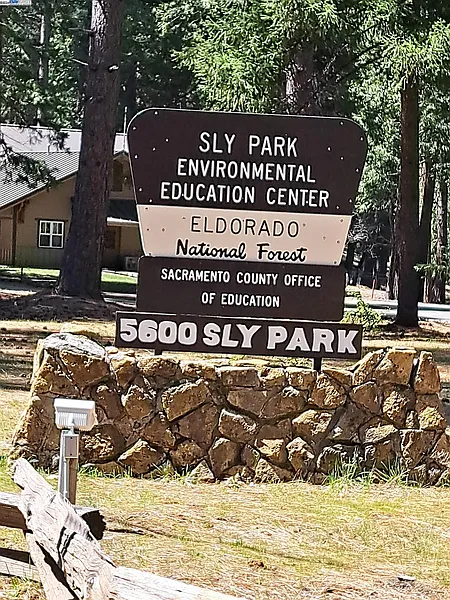 SLY PARK
ENVIRONMENTAL
EDUCATION CENTER
ELDORADO
National Forest
SACRAMENTO COUNTY OFFICE
OF EDUCATION
5600 SLY PARK